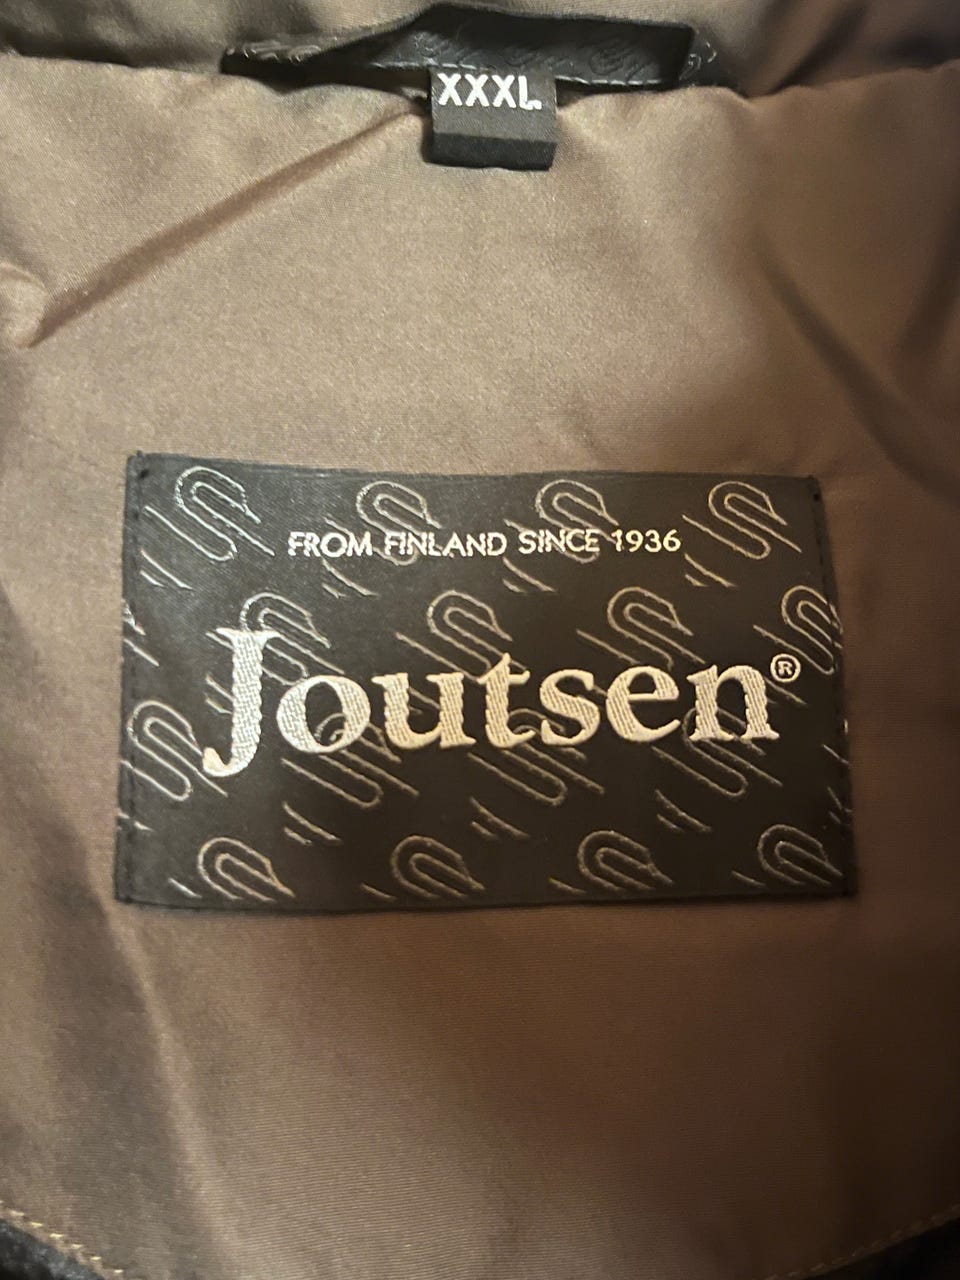 XXXL
FROM FINLAND SINCE 1936
Joutsen®